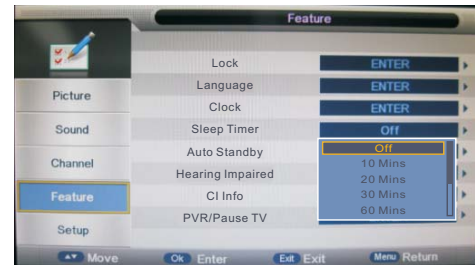 Feature
Lock ENTER
Language ENTER
Picture
Clock ENTER
Sound
Sleep Timer Off
Auto Standby Off
Channel
10 Mins
Hearing Impaired 20 Mins
Feature
CI Info 30 Mins
60 Mins
PVR/Pause TV
Setup
Move Ok Enter Exit Exit Menu Return